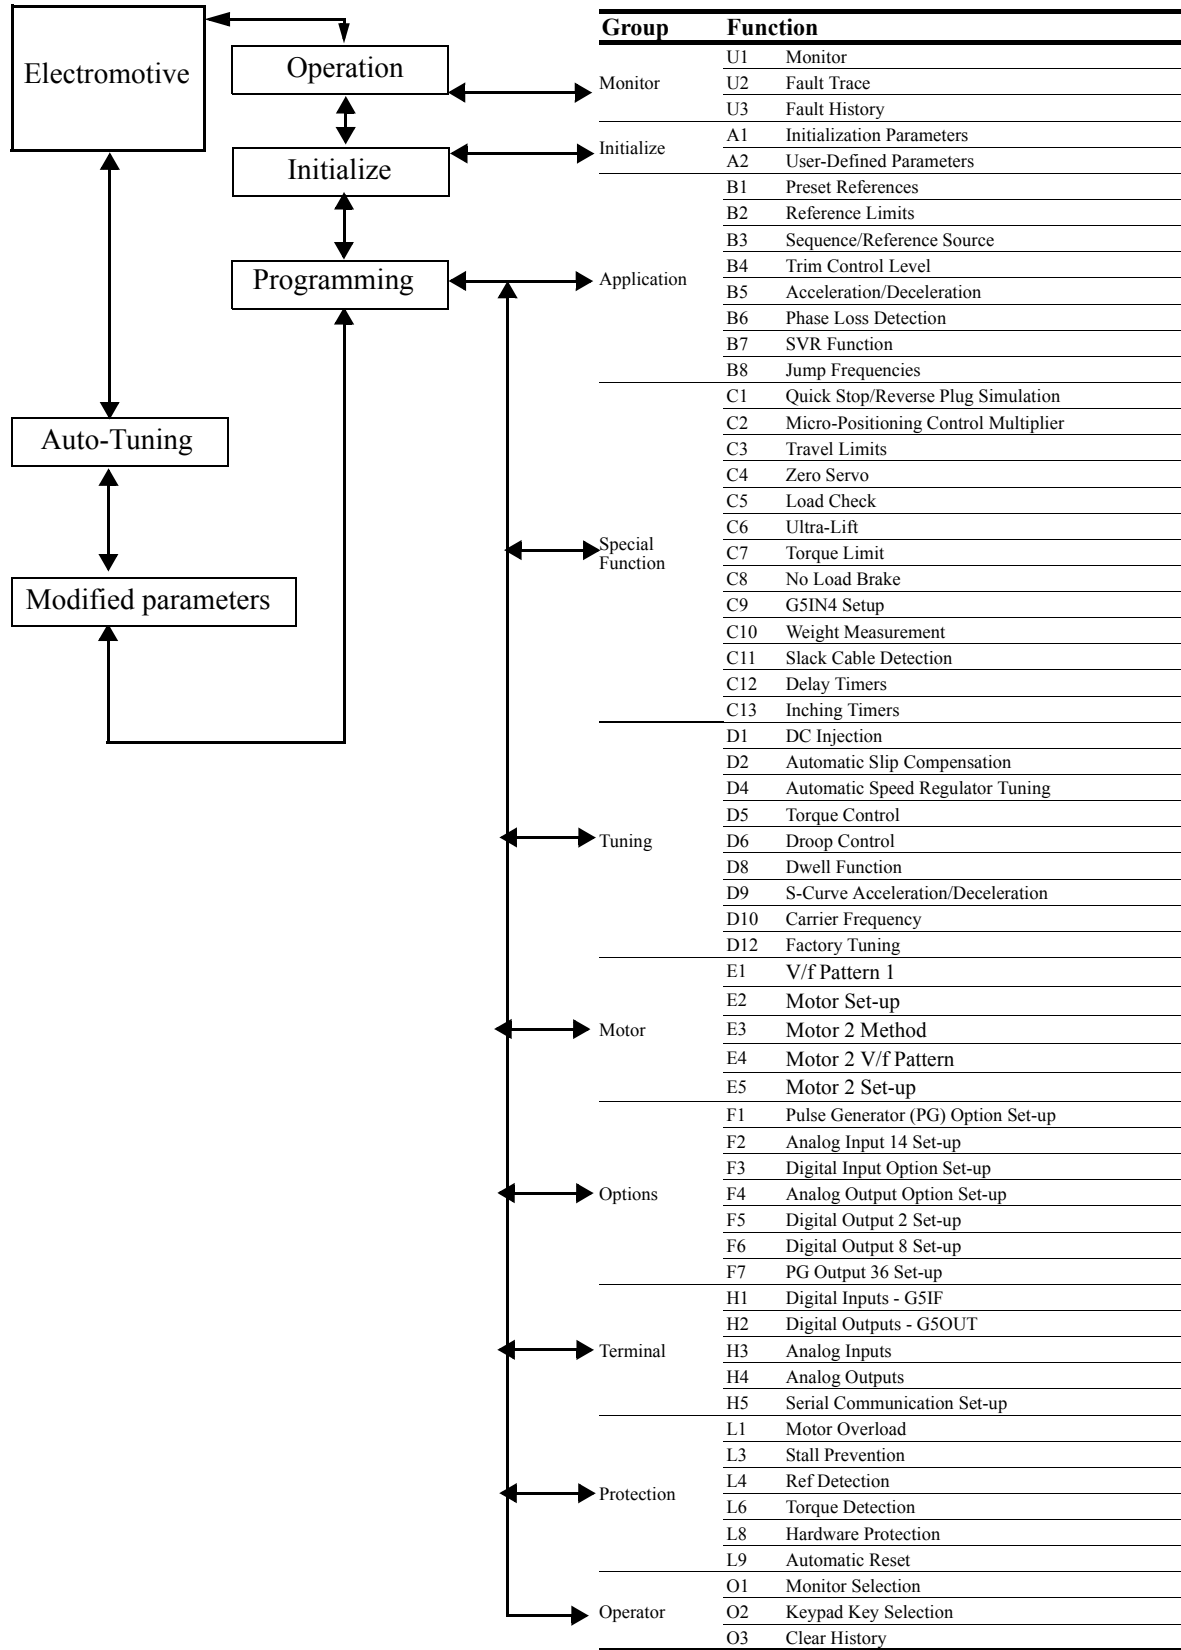 Electromotive
Operation
Initialize
Programming
Auto-Tuning
Modified parameters
Group Function
Monitor
U1 Monitor
U2 Fault Trace
U3 Fault History
Initialize
A1 Initialization Parameters
A2 User-Defined Parameters
Application
B1 Preset References
B2 Reference Limits
B3 Sequence/Reference Source
B4 Trim Control Level
B5 Acceleration/Deceleration
B6 Phase Loss Detection
B7 SVR Function
B8 Jump Frequencies
Special
Function
C1 Quick Stop/Reverse Plug Simulation
C2 Micro-Positioning Control Multiplier
C3 Travel Limits
C4 Zero Servo
C5 Load Check
C6 Ultra-Lift
C7 Torque Limit
C8 No Load Brake
C9 G5IN4 Setup
C10 Weight Measurement
C11 Slack Cable Detection
C12 Delay Timers
C13 Inching Timers
Tuning
D1 DC Injection
D2 Automatic Slip Compensation
D4 Automatic Speed Regulator Tuning
D5 Torque Control
D6 Droop Control
D8 Dwell Function
D9 S-Curve Acceleration/Deceleration
D10 Carrier Frequency
D12 Factory Tuning
Motor
E1 V/f Pattern 1
E2 Motor Set-up
E3 Motor 2 Method
E4 Motor 2 V/f Pattern
E5 Motor 2 Set-up
Options
F1 Pulse Generator (PG) Option Set-up
F2 Analog Input 14 Set-up
F3 Digital Input Option Set-up
F4 Analog Output Option Set-up
F5 Digital Output 2 Set-up
F6 Digital Output 8 Set-up
F7 PG Output 36 Set-up
Terminal
H1 Digital Inputs - G5IF
H2 Digital Outputs - G5OUT
H3 Analog Inputs
H4 Analog Outputs
H5 Serial Communication Set-up
Protection
L1 Motor Overload
L3 Stall Prevention
L4 Ref Detection
L6 Torque Detection
L8 Hardware Protection
L9 Automatic Reset
Operator
O1 Monitor Selection
O2 Keypad Key Selection
O3 Clear History